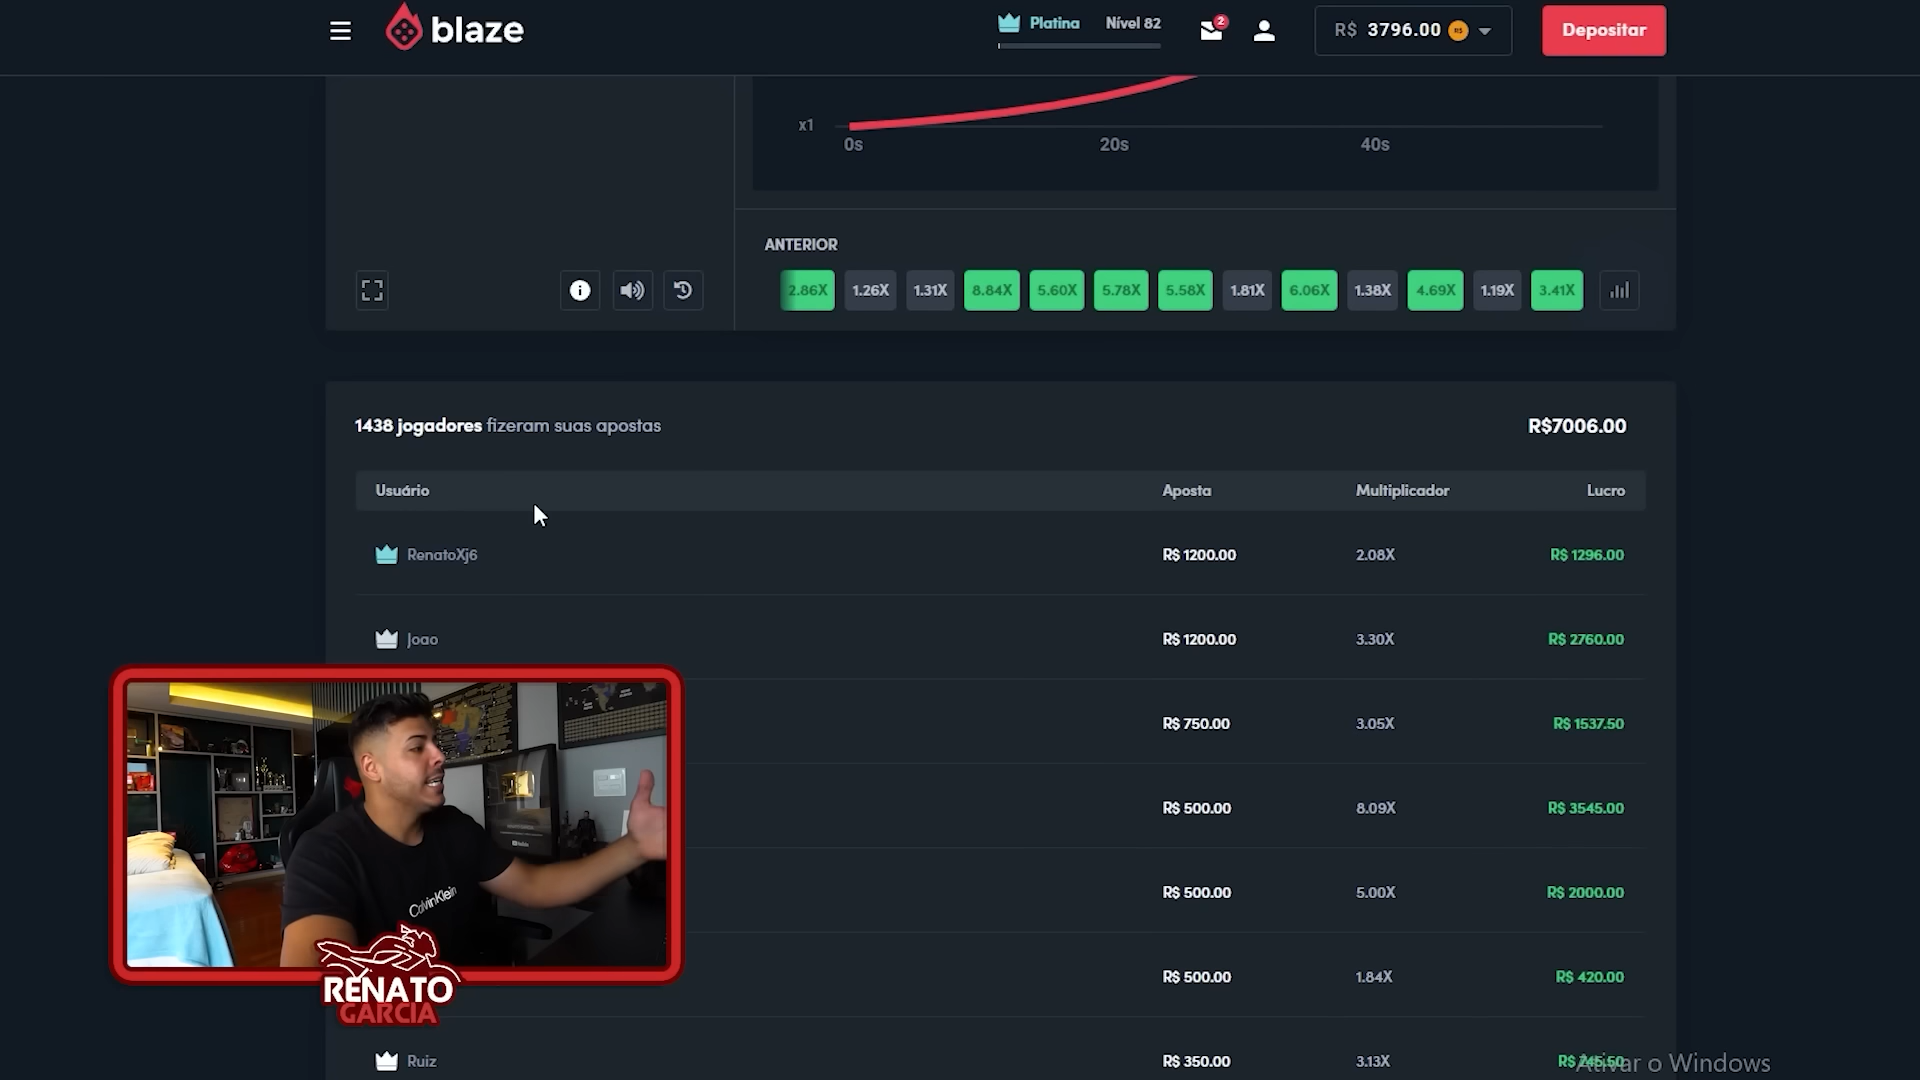 blaze
Platina Nível 82
2
R$ 3796.00 R$
Depositar
x1
0s 20s 40s
ANTERIOR
2.86X 1.26X 1.31X 8.84X 5.60X 5.78X 5.58X 1.81X 6.06X 1.38X 4.69X 1.19X 3.41X
1438 jogadores fizeram suas apostas R$7006.00
Usuário Aposta Multiplicador Lucro
RenatoXj6 R$ 1200.00 2.08X R$ 1296.00
Joao R$ 1200.00 3.30X R$ 2760.00
R$ 750.00 3.05X R$ 1537.50
R$ 500.00 8.09X R$ 3545.00
R$ 500.00 5.00X R$ 2000.00
R$ 500.00 1.84X R$ 420.00
Ruiz R$ 350.00 3.13X R$
Ativar o Windows
CalvinKlein
RENATO
GARCIA